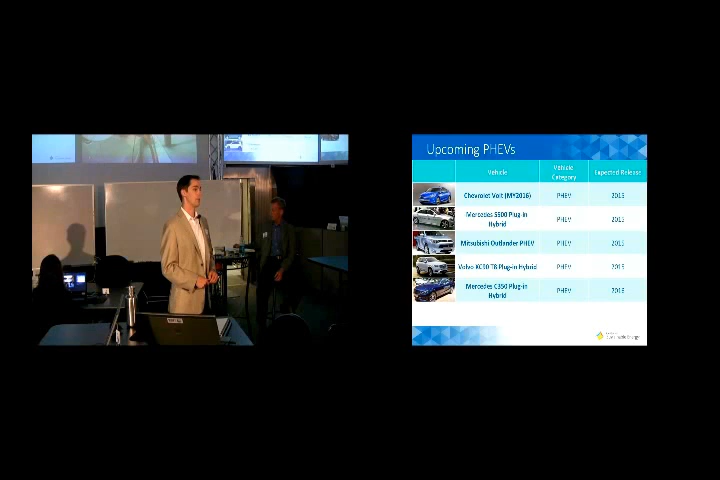 Upcoming PHEVs
Vehicle
Vehicle
Category
Expected Release
Chevrolet Volt (MY2016)
PHEV
2015
Mercedes S500 Plug-in
Hybrid
PHEV
2015
Mitsubishi Outlander PHEV
PHEV
2015
Volvo XC90 T8 Plug-in Hybrid
PHEV
2015
Mercedes C350 Plug-in
Hybrid
PHEV
2016
Energy